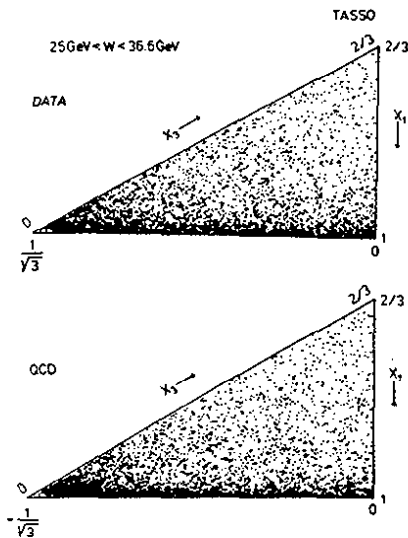 TASSO
25GeV < W < 36.6GeV
DATA
2/3 2/3
X₃ →
X₁ ↓
0
1
1/√3
0
2/3 2/3
QCD
X₃ →
X₁ ↓
0
1
-1/√3
0